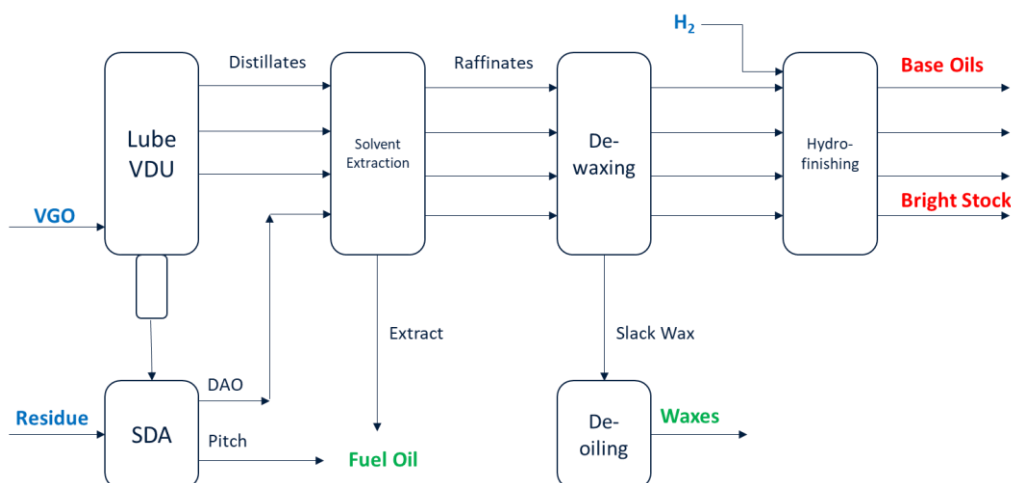 H2
Distillates
Raffinates
Base Oils
Lube
VDU
Solvent
Extraction
De-
waxing
Hydro-
finishing
VGO
Bright Stock
Extract
Slack Wax
DAO
Residue
SDA
De-
oiling
Waxes
Pitch
Fuel Oil